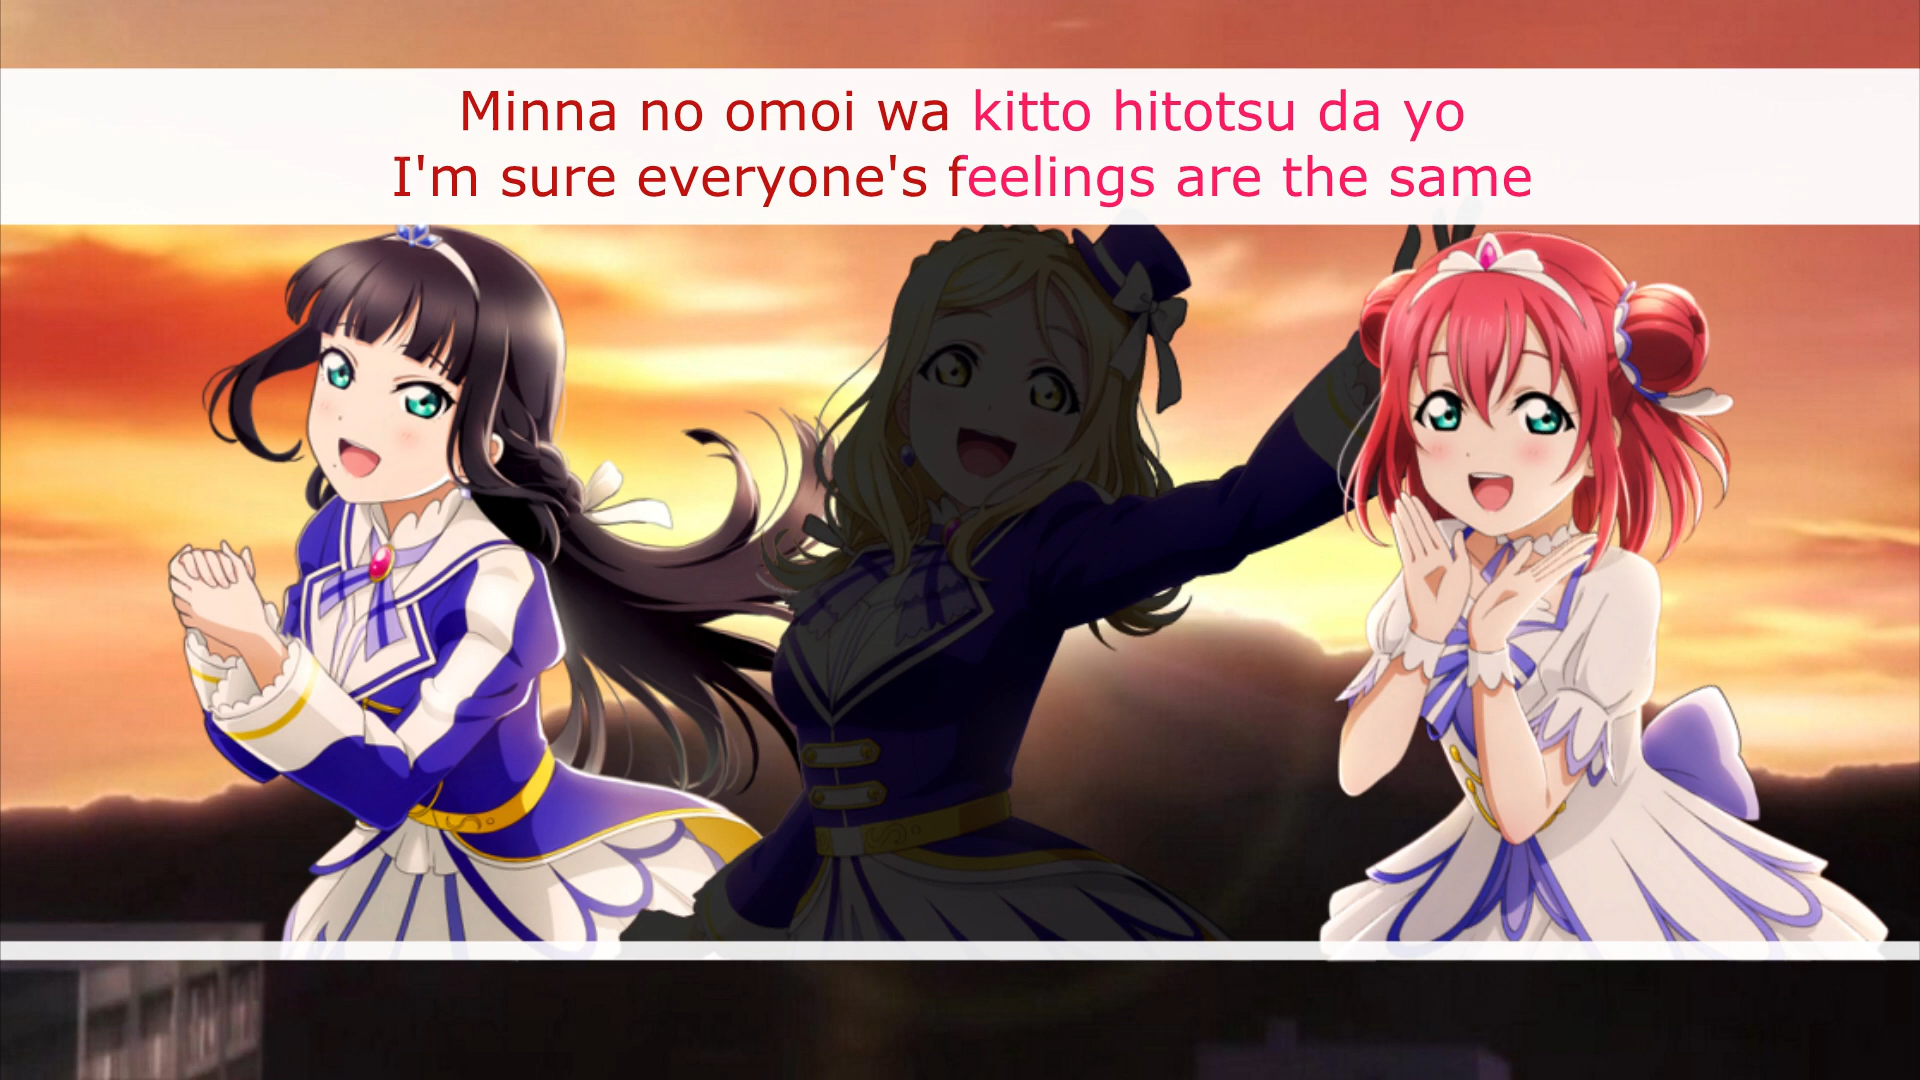 Minna no omoi wa kitto hitotsu da yo
I'm sure everyone's feelings are the same